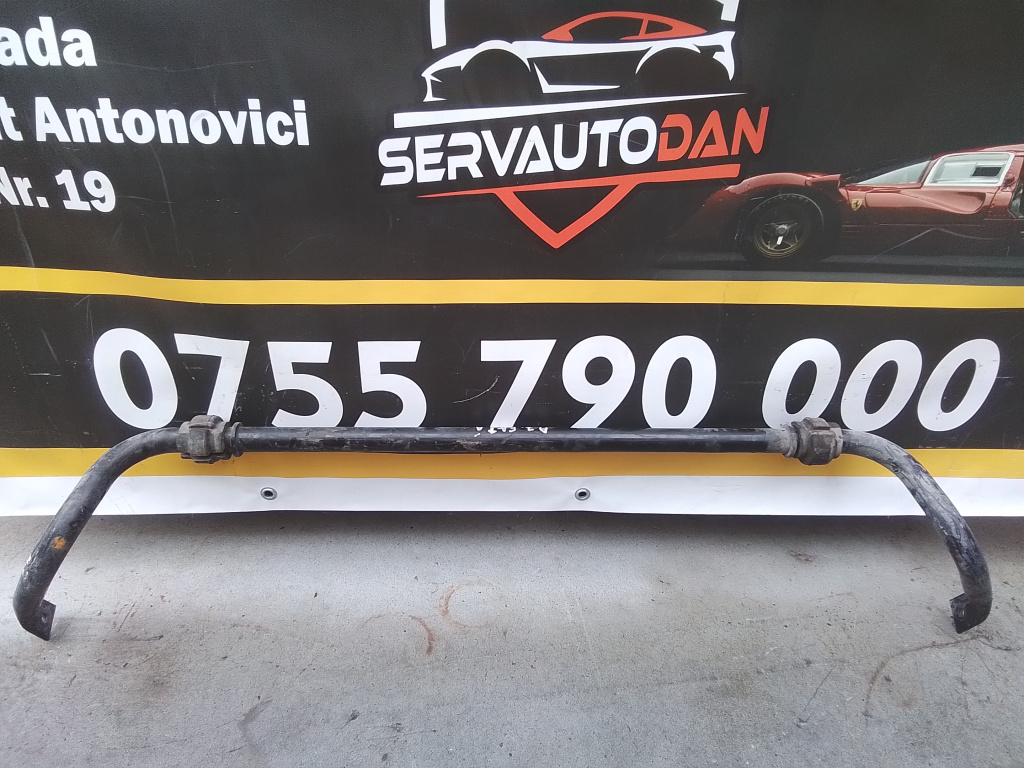 ada
t Antonovici
Nr. 19
SERVAUTODAN
0755 790 000